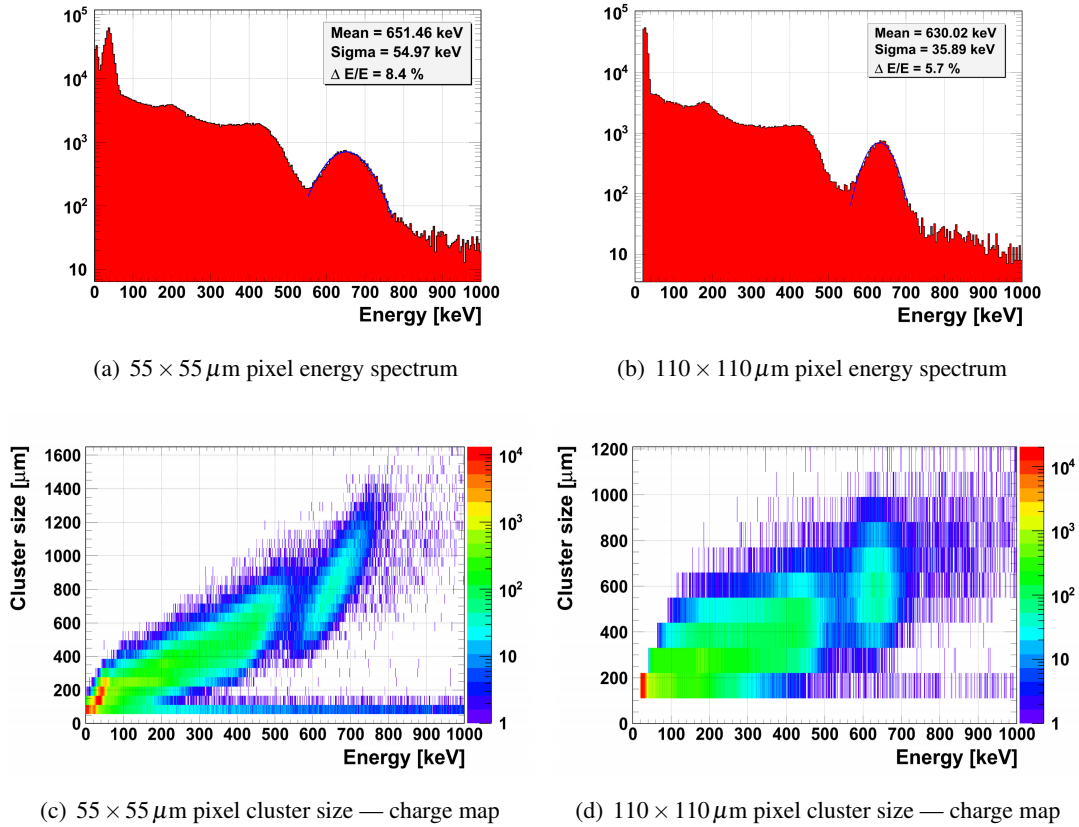 Mean = 651.46 keV
Sigma = 54.97 keV
Δ E/E = 8.4 %
10^5
10^4
10^3
10^2
10
0 100 200 300 400 500 600 700 800 900 1000
Energy [keV]
(a) 55 × 55 μm pixel energy spectrum
Mean = 630.02 keV
Sigma = 35.89 keV
Δ E/E = 5.7 %
10^5
10^4
10^3
10^2
10
0 100 200 300 400 500 600 700 800 900 1000
Energy [keV]
(b) 110 × 110 μm pixel energy spectrum
Cluster size [μm]
1600
1400
1200
1000
800
600
400
200
0
0 100 200 300 400 500 600 700 800 900 1000
Energy [keV]
10^4
10^3
10^2
10
1
(c) 55 × 55 μm pixel cluster size — charge map
Cluster size [μm]
1200
1000
800
600
400
200
0
0 100 200 300 400 500 600 700 800 900 1000
Energy [keV]
10^4
10^3
10^2
10
1
(d) 110 × 110 μm pixel cluster size — charge map